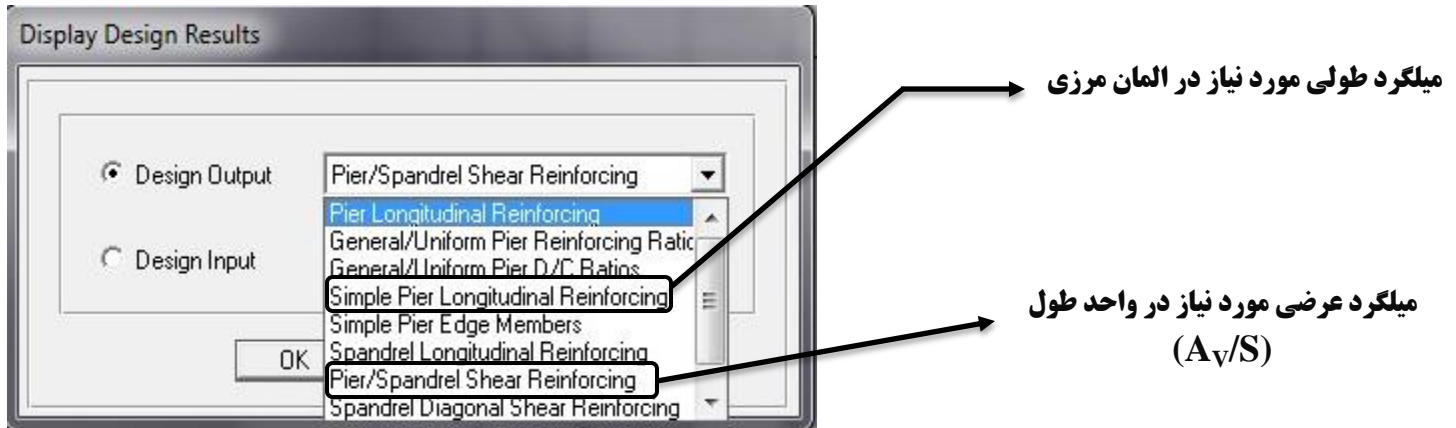 Display Design Results
Design Output
Pier/Spandrel Shear Reinforcing
Pier Longitudinal Reinforcing
General/Uniform Pier Reinforcing Ratio
General/Uniform Pier D/C Ratios
Design Input
Simple Pier Longitudinal Reinforcing
Simple Pier Edge Members
Spandrel Longitudinal Reinforcing
OK
Pier/Spandrel Shear Reinforcing
Spandrel Diagonal Shear Reinforcing
میلگرد طولی مورد نیاز در المان مرزی
میلگرد عرضی مورد نیاز در واحد طول
(AV/S)